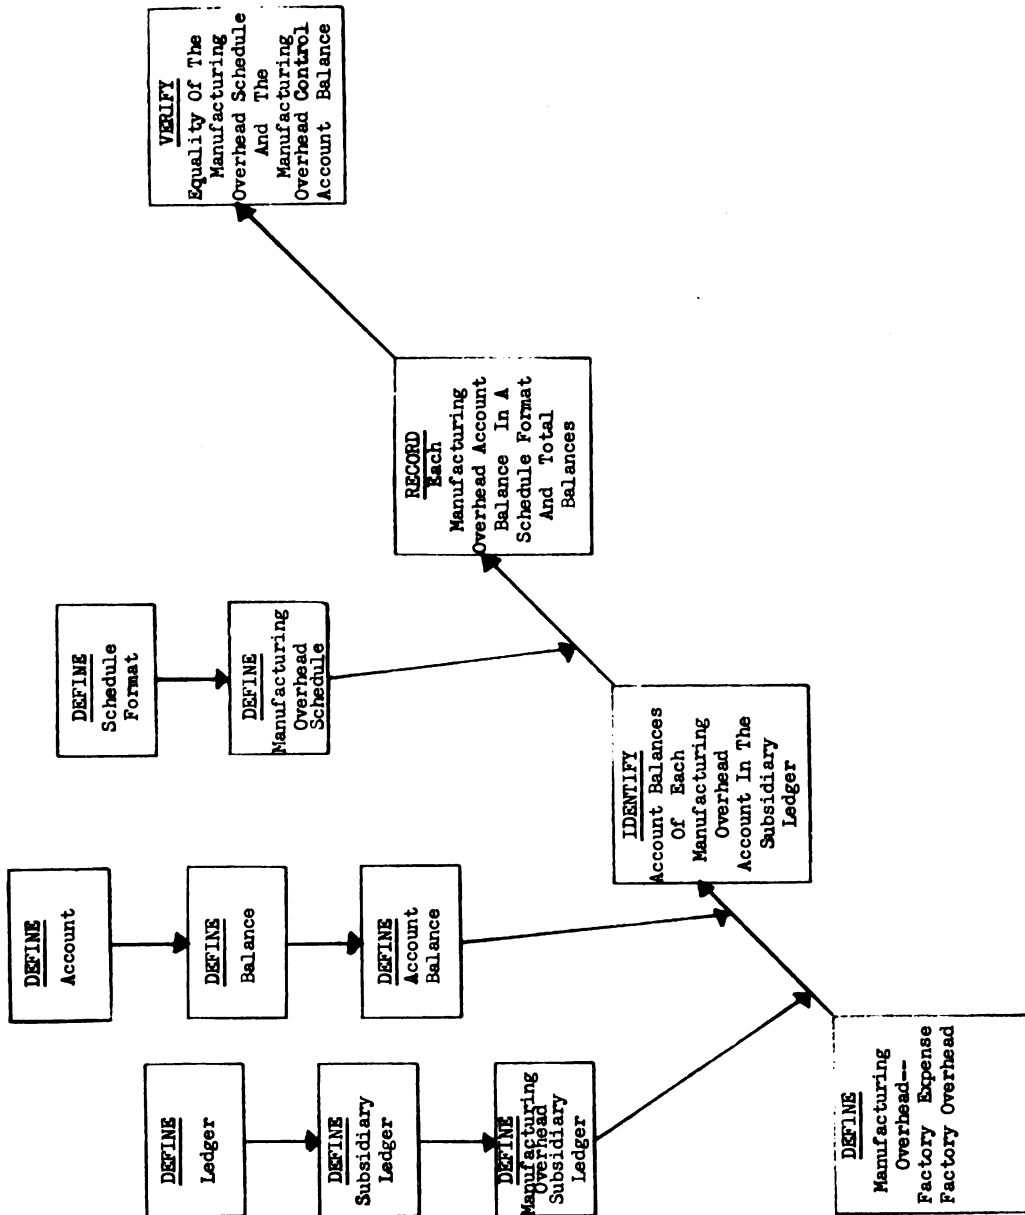 VERIFY
Equality Of The
Manufacturing
Overhead Schedule
And The
Manufacturing
Overhead Control
Account Balance
RECORD
Each
Manufacturing
Overhead Account
Balance In A
Schedule Format
And Total
Balances
DEFINE
Schedule
Format
DEFINE
Manufacturing
Overhead
Schedule
IDENTIFY
Account Balances
Of Each
Manufacturing
Overhead
Account In The
Subsidiary
Ledger
DEFINE
Account
DEFINE
Balance
DEFINE
Account
Balance
DEFINE
Ledger
DEFINE
Subsidiary
Ledger
DEFINE
Manufacturing
Overhead
Subsidiary
Ledger
DEFINE
Manufacturing
Overhead--
Factory Expense
Factory Overhead